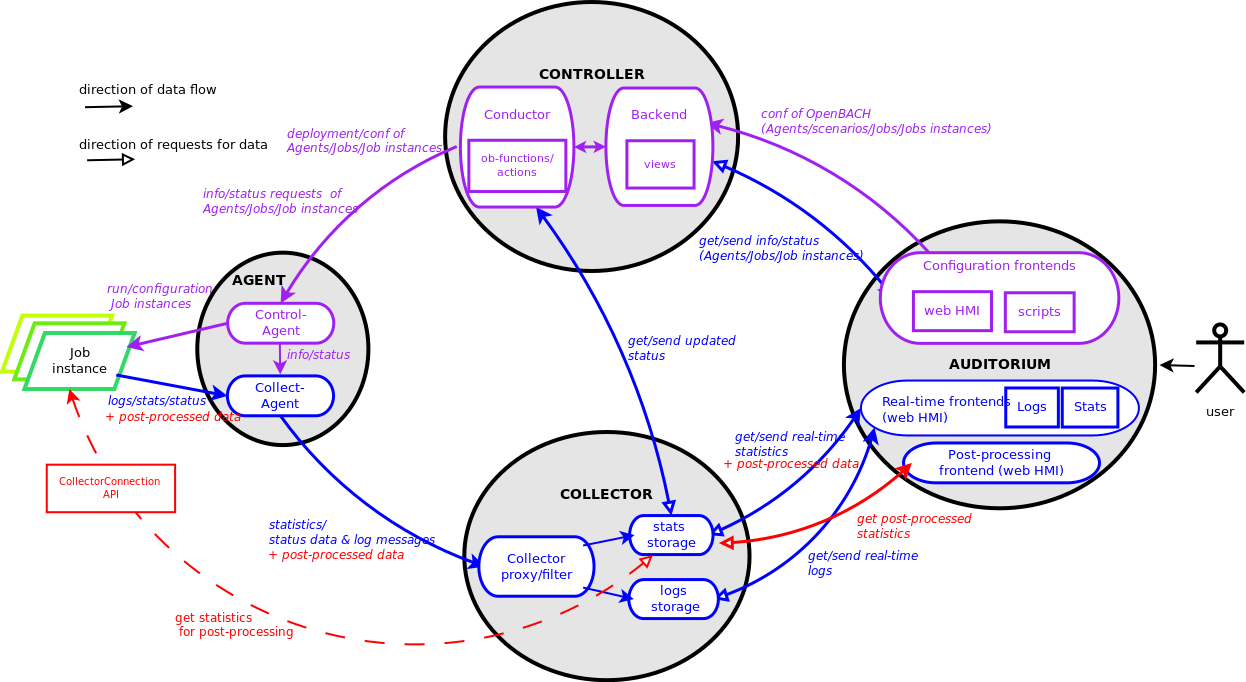 CONTROLLER
direction of data flow
Conductor
Backend
conf of OpenBACH
(Agents/scenarios/Jobs/Jobs instances)
deployment/conf of
Agents/Jobs/Job instances
direction of requests for data
ob-functions/
actions
views
info/status requests  of
Agents/Jobs/Job instances
get/send info/status
(Agents/Jobs/Job instances)
Configuration frontends
web HMI
scripts
AGENT
run/configuration
Job instances
Control-
Agent
info/status
Job
instance
get/send updated
status
AUDITORIUM
Collect-
Agent
logs/stats/status
+ post-processed data
Real-time frontends
(web HMI)
Logs
Stats
user
get/send real-time
statistics
+ post-processed data
Post-processing
frontend (web HMI)
CollectorConnection
API
COLLECTOR
statistics/
status data & log messages
+ post-processed data
stats
storage
get post-processed
statistics
Collector
proxy/filter
get/send real-time
logs
logs
storage
get statistics
for post-processing